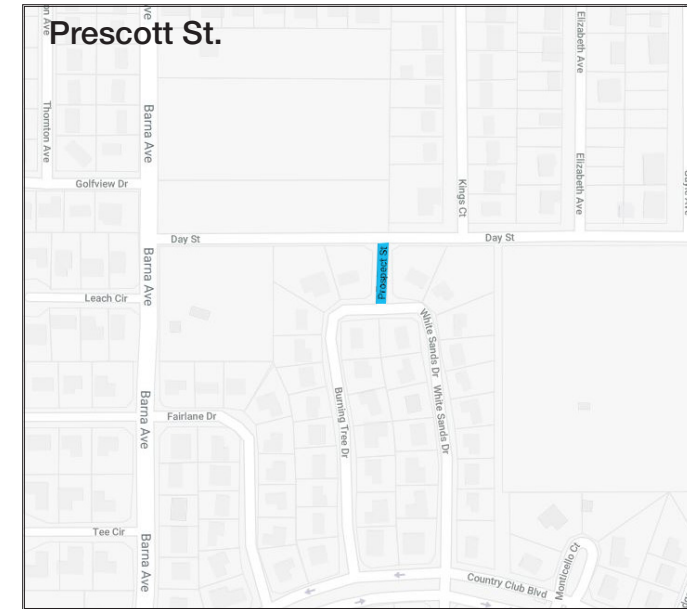 Prescott St.
Thornton Ave
Barna Ave
Elizabeth Ave
Golfview Dr
Kings Ct
Elizabeth Ave
Day St
Day St
Barna Ave
Prospect St
Leach Cir
White Sands Dr
Burning Tree Dr
White Sands Dr
Barna Ave
Fairlane Dr
Tee Cir
Barna Ave
Country Club Blvd
Monticello Ct